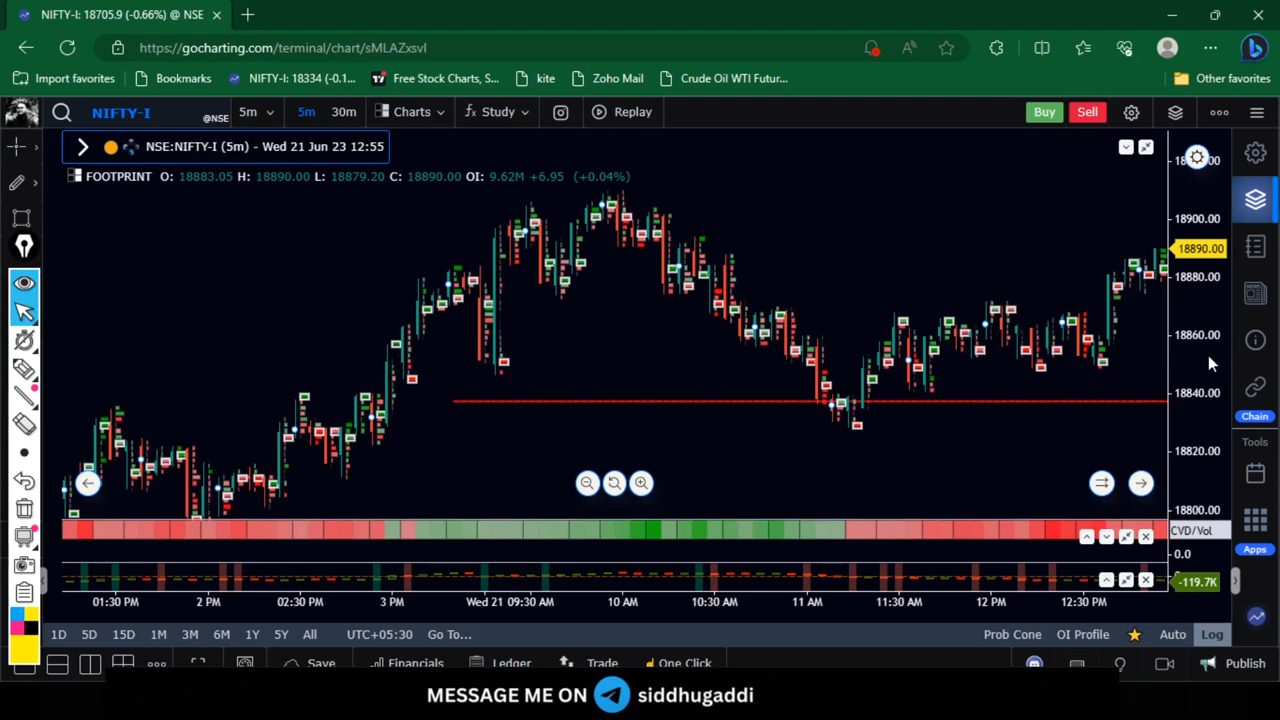 NIFTY-I: 18705.9 (-0.66%) @ NSE
https://gocharting.com/terminal/chart/sMLAZxsvI
Import favorites Bookmarks NIFTY-I: 18334 (-0.1... Free Stock Charts, S... kite Zoho Mail Crude Oil WTI Futur... Other favorites
NIFTY-I @NSE 5m 5m 30m Charts fx Study Replay Buy Sell
NSE:NIFTY-I (5m) - Wed 21 Jun 23 12:55
FOOTPRINT O: 18883.05 H: 18890.00 L: 18879.20 C: 18890.00 OI: 9.62M +6.95 (+0.04%)
18900.00
18890.00
18880.00
18860.00
18840.00
Chain
Tools
18820.00
18800.00
CVD/Vol
Apps
0.0
-119.7K
01:30 PM 2 PM 02:30 PM 3 PM Wed 21 09:30 AM 10 AM 10:30 AM 11 AM 11:30 AM 12 PM 12:30 PM
1D 5D 15D 1M 3M 6M 1Y 5Y All UTC+05:30 Go To... Prob Cone OI Profile Auto Log
Save Financials Ledger Trade One Click Publish
MESSAGE ME ON siddhugaddi